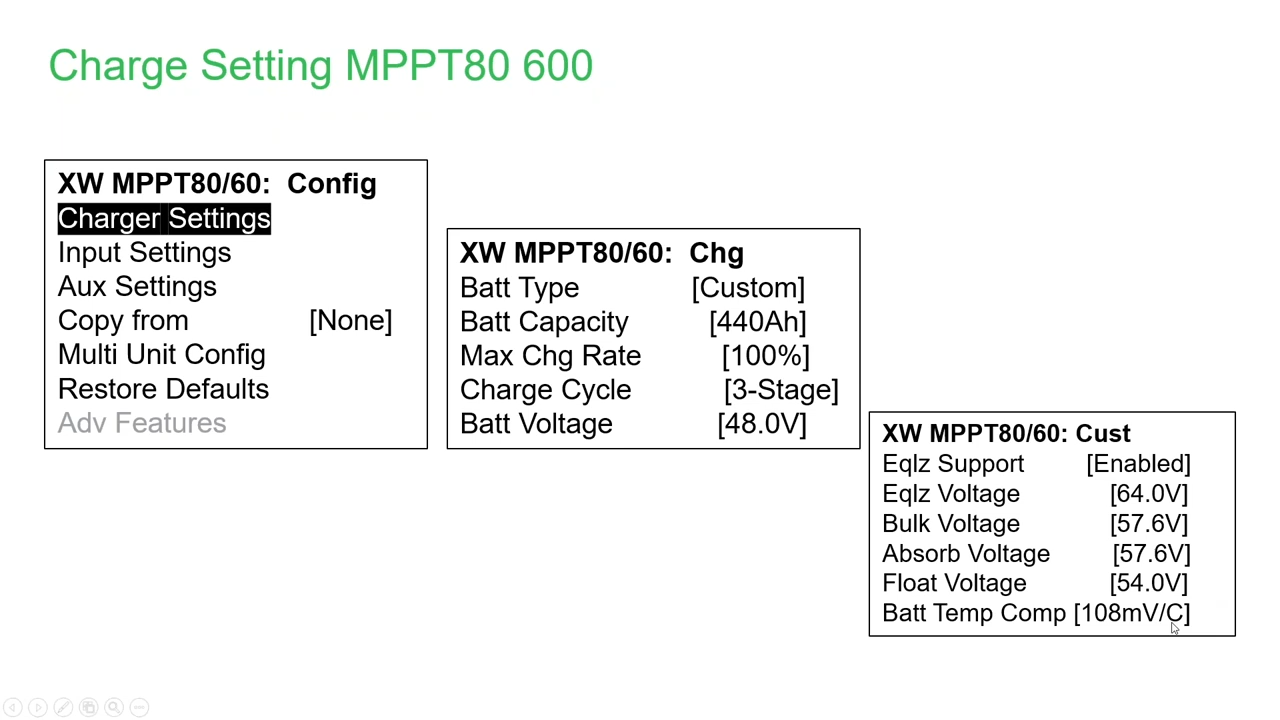 Charge Setting MPPT80 600
XW MPPT80/60: Config
Charger Settings
Input Settings
Aux Settings
Copy from [None]
Multi Unit Config
Restore Defaults
Adv Features
XW MPPT80/60: Chg
Batt Type [Custom]
Batt Capacity [440Ah]
Max Chg Rate [100%]
Charge Cycle [3-Stage]
Batt Voltage [48.0V]
XW MPPT80/60: Cust
Eqlz Support [Enabled]
Eqlz Voltage [64.0V]
Bulk Voltage [57.6V]
Absorb Voltage [57.6V]
Float Voltage [54.0V]
Batt Temp Comp [108mV/C]